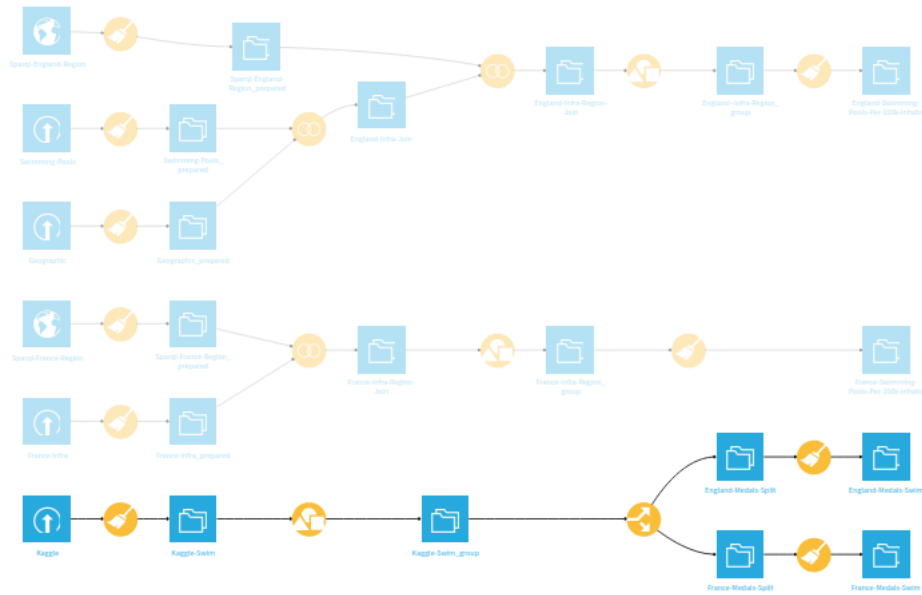 Sparql-England-Region
Sparql-England-
Region_prepared
England-Infra-Region-
Join
England-Infra-Region_
group
England-Swimming-
Pools-Per-100k-Inhabi
England-Infra-Join
Swimming-Pools
Swimming-Pools_
prepared
Geographic
Geographic_prepared
Sparql-France-Region
Sparql-France-Region_
prepared
France-Infra-Region-
Join
France-Infra-Region_
group
France-Swimming-
Pools-Per-100k-Inhabi
France-Infra
France-Infra_prepared
England-Medals-Split
England-Medals-Swim
Kaggle
Kaggle-Swim
Kaggle-Swim_group
France-Medals-Split
France-Medals-Swim